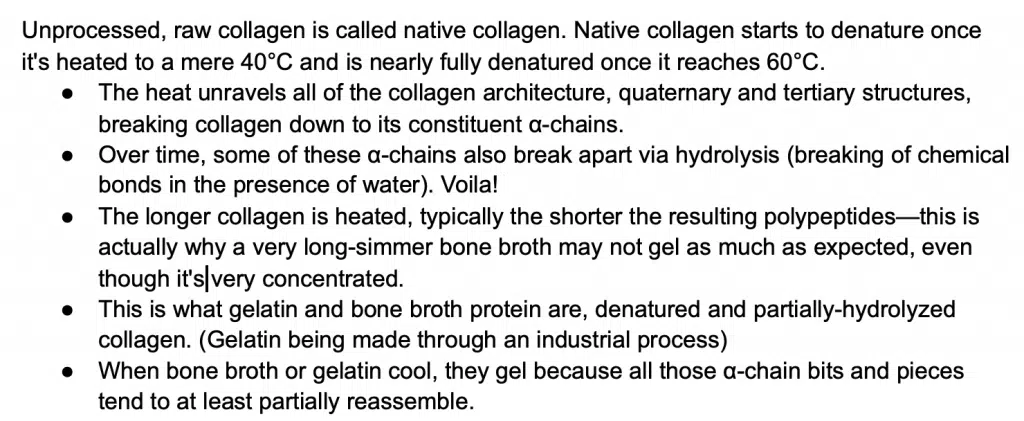 Unprocessed, raw collagen is called native collagen. Native collagen starts to denature once
it's heated to a mere 40°C and is nearly fully denatured once it reaches 60°C.
● The heat unravels all of the collagen architecture, quaternary and tertiary structures,
breaking collagen down to its constituent α-chains.
● Over time, some of these α-chains also break apart via hydrolysis (breaking of chemical
bonds in the presence of water). Voila!
● The longer collagen is heated, typically the shorter the resulting polypeptides—this is
actually why a very long-simmer bone broth may not gel as much as expected, even
though it's very concentrated.
● This is what gelatin and bone broth protein are, denatured and partially-hydrolyzed
collagen. (Gelatin being made through an industrial process)
● When bone broth or gelatin cool, they gel because all those α-chain bits and pieces
tend to at least partially reassemble.